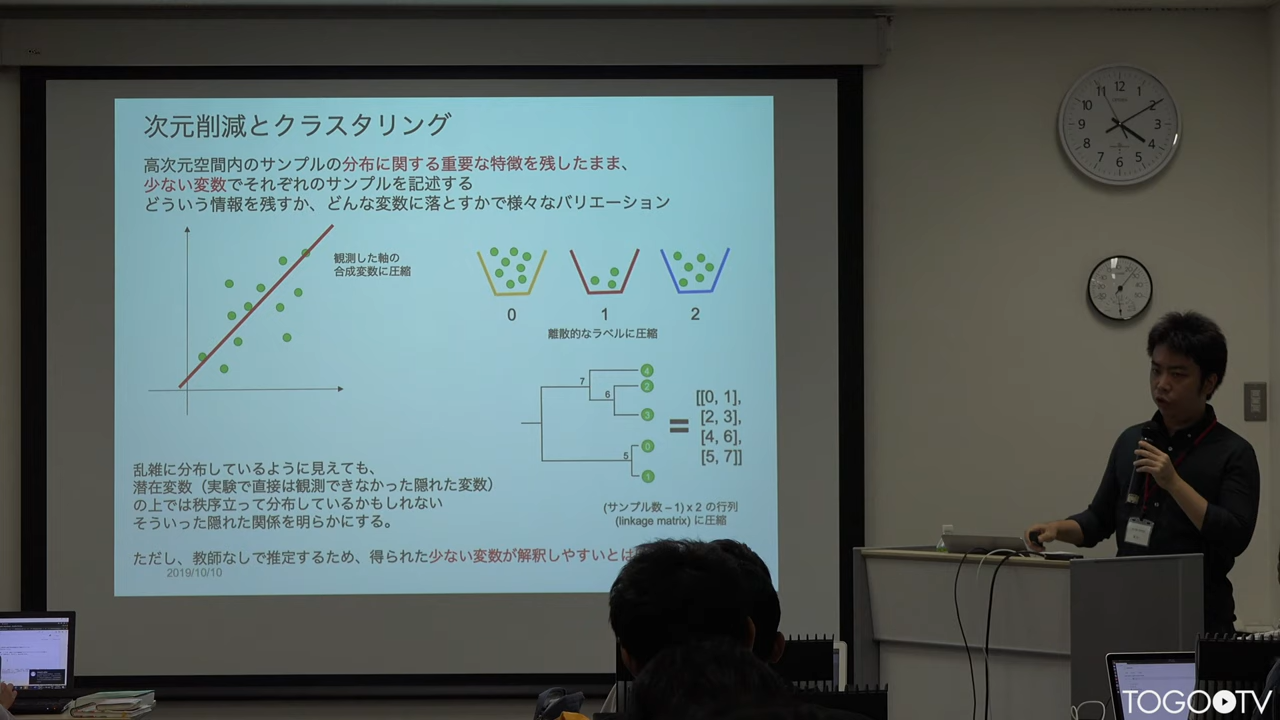 次元削減とクラスタリング
高次元空間内のサンプルの分布に関する重要な特徴を残したまま、
少ない変数でそれぞれのサンプルを記述する
どういう情報を残すか、どんな変数に落とすかで様々なバリエーション
観測した軸の
合成変数に圧縮
0 1 2
離散的なラベルに圧縮
7
6
5
4
2
3
0
1
=
[[0, 1],
[2, 3],
[4, 6],
[5, 7]]
(サンプル数 – 1) x 2 の行列
(linkage matrix) に圧縮
乱雑に分布しているように見えても、
潜在変数（実験で直接は観測できなかった隠れた変数）
の上では秩序立って分布しているかもしれない
そういった隠れた関係を明らかにする。
ただし、教師なしで推定するため、得られた少ない変数が解釈しやすいとは
2019/10/10
12
1
2
3
4
5
6
7
8
9
10
11
TOGOTV